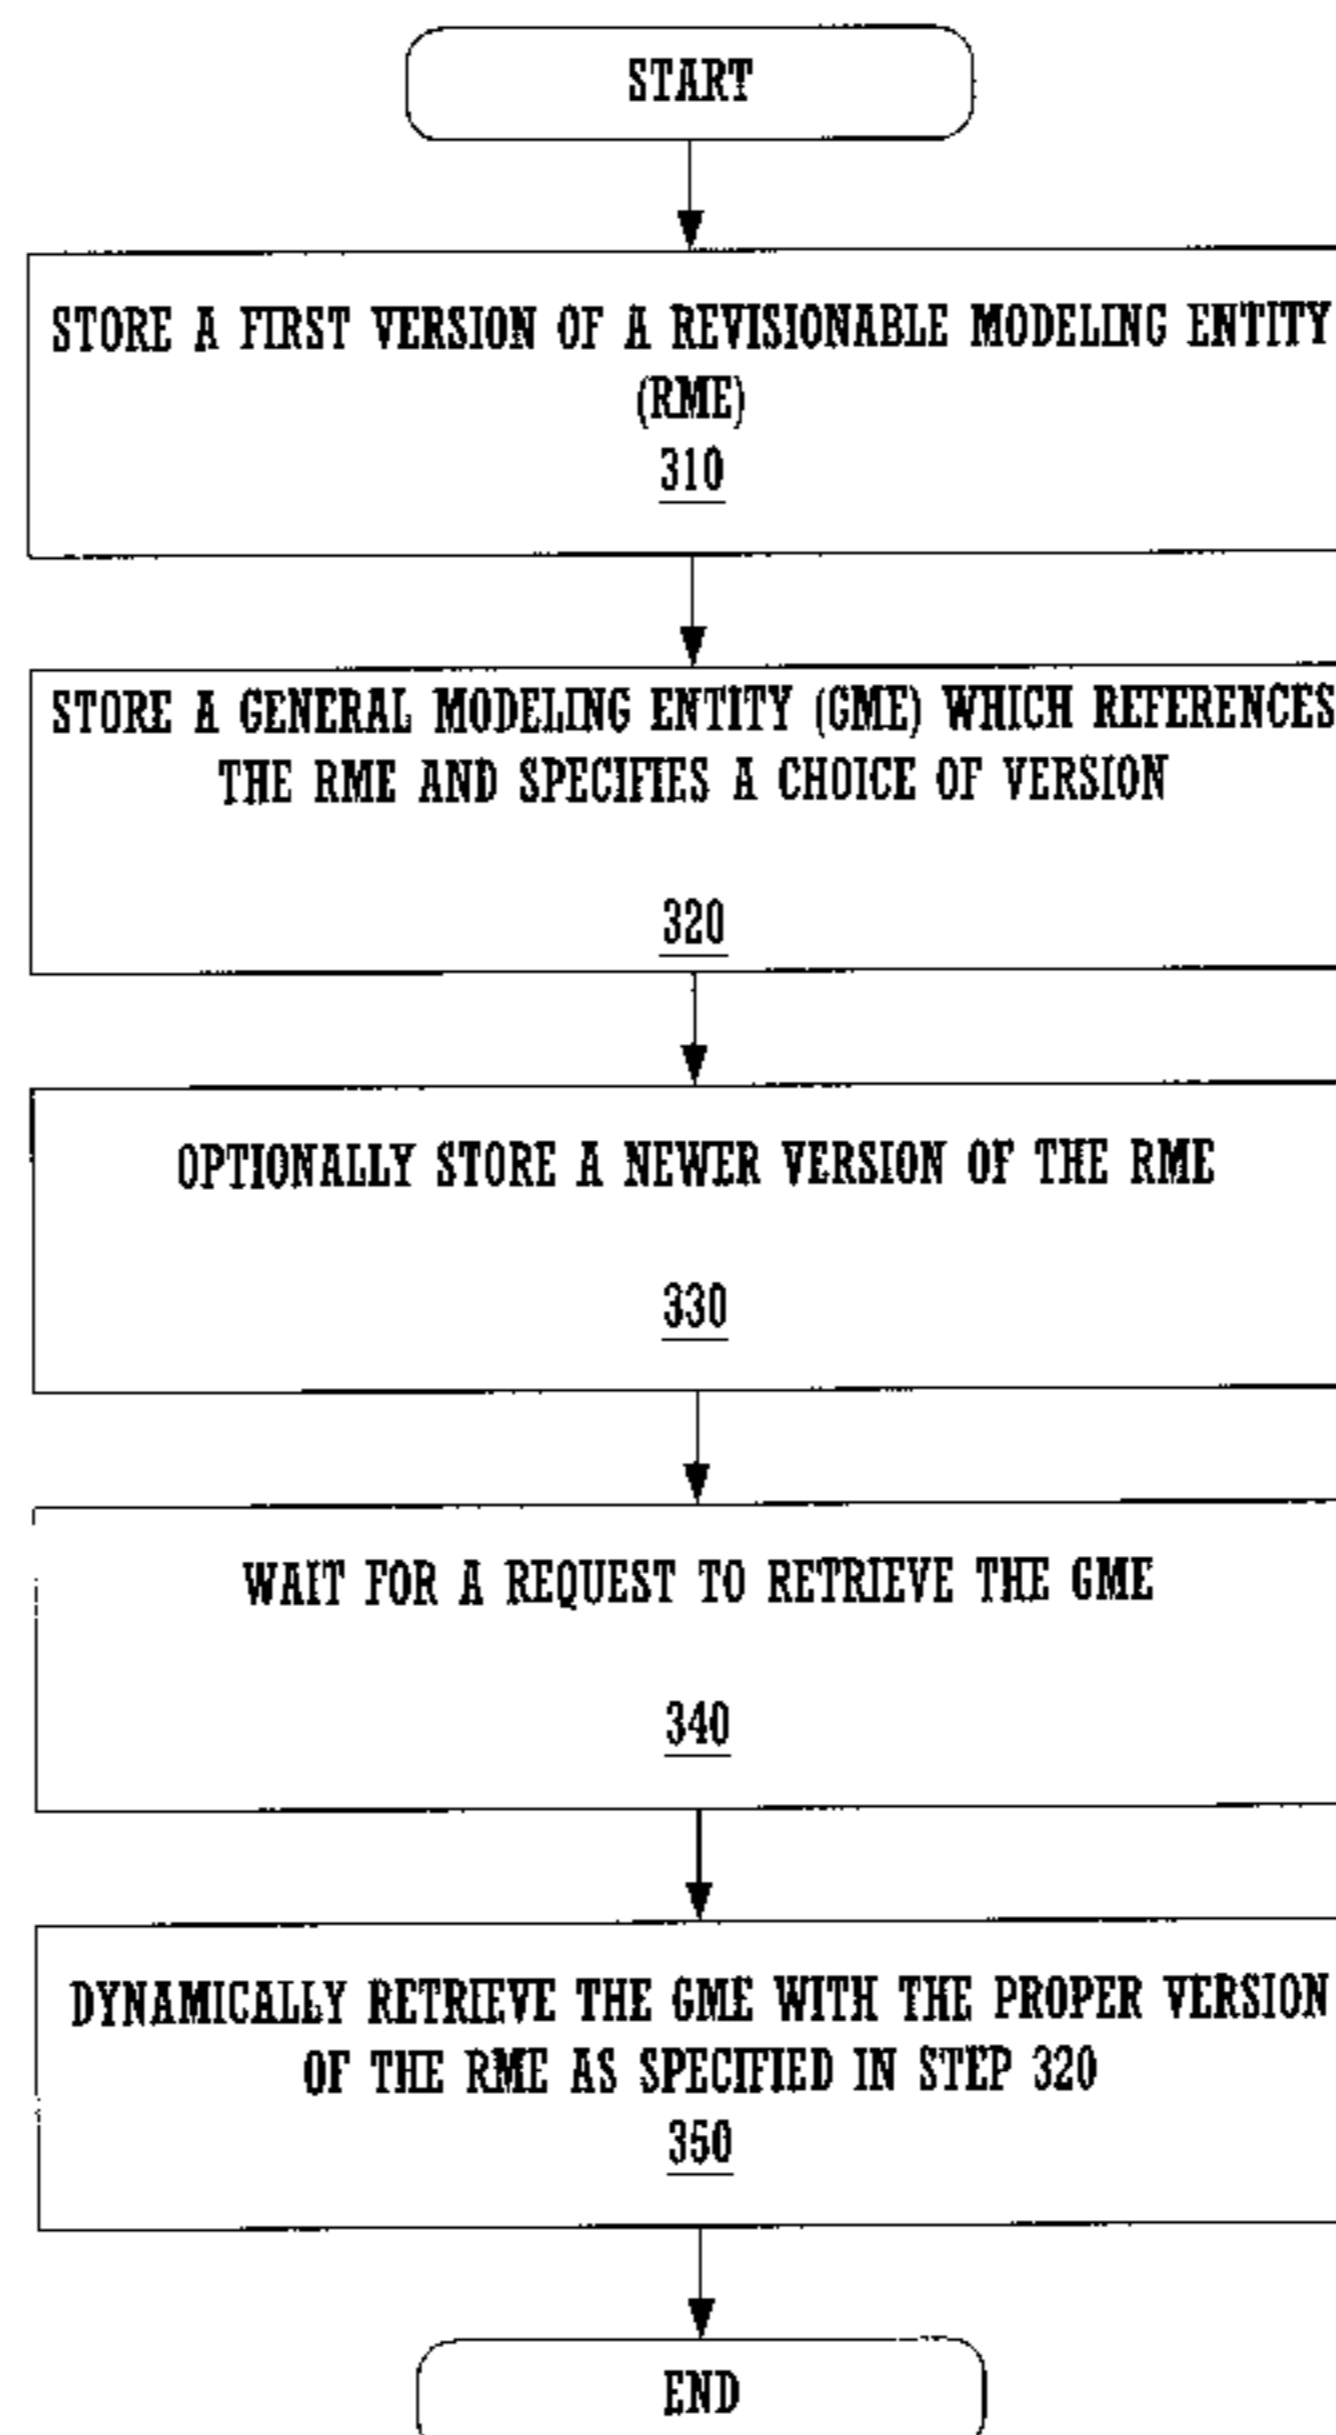 START
STORE A FIRST VERSION OF A REVISIONABLE MODELING ENTITY
(RME)
310
STORE A GENERAL MODELING ENTITY (GME) WHICH REFERENCES
THE RME AND SPECIFIES A CHOICE OF VERSION
320
OPTIONALLY STORE A NEWER VERSION OF THE RME
330
WAIT FOR A REQUEST TO RETRIEVE THE GME
340
DYNAMICALLY RETRIEVE THE GME WITH THE PROPER VERSION
OF THE RME AS SPECIFIED IN STEP 320
350
END